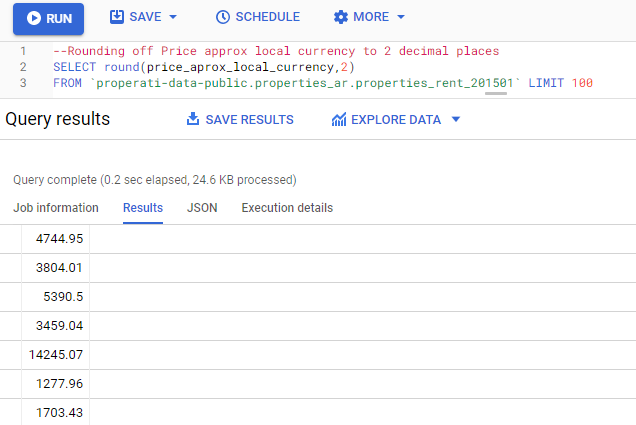 RUN SAVE SCHEDULE MORE
1 --Rounding off Price approx local currency to 2 decimal places
2 SELECT round(price_aprox_local_currency,2)
3 FROM `properati-data-public.properties_ar.properties_rent_201501` LIMIT 100
Query results SAVE RESULTS EXPLORE DATA
Query complete (0.2 sec elapsed, 24.6 KB processed)
Job information Results JSON Execution details
4744.95
3804.01
5390.5
3459.04
14245.07
1277.96
1703.43